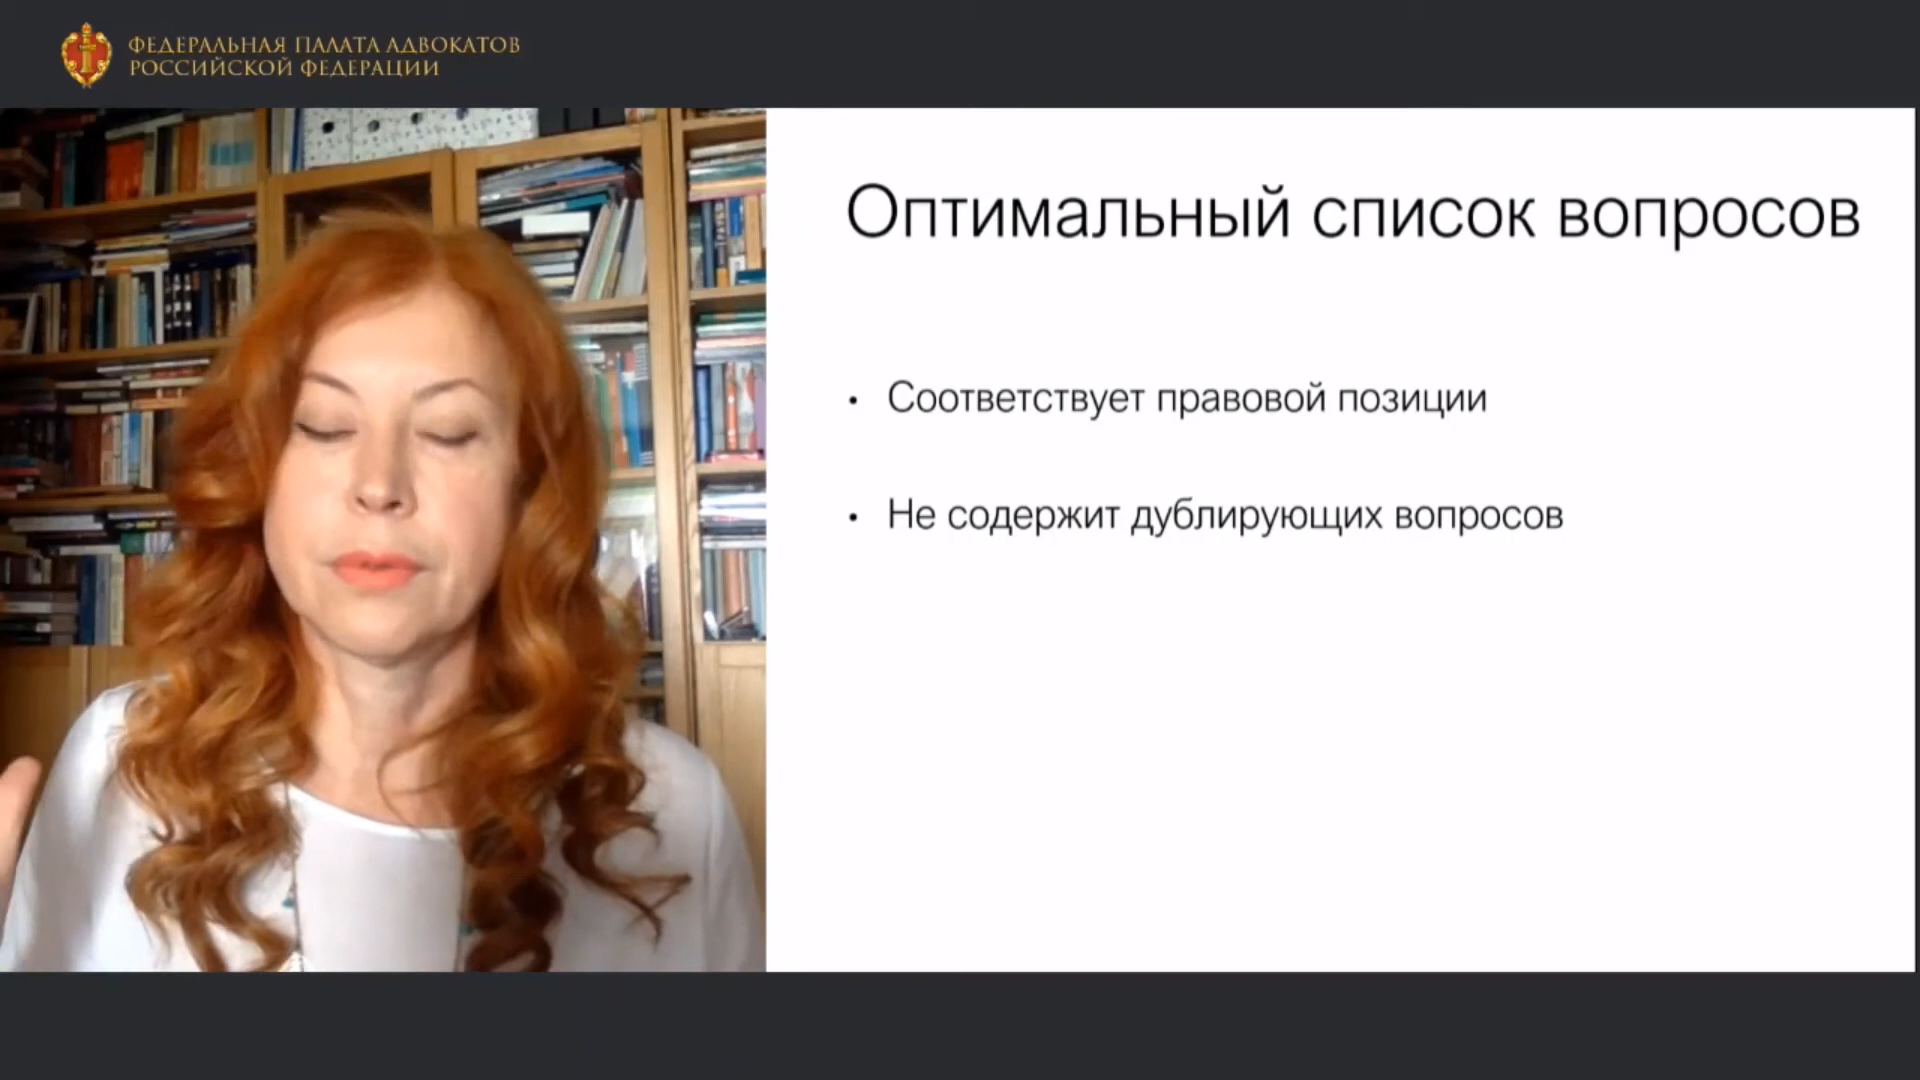 ФЕДЕРАЛЬНАЯ ПАЛАТА АДВОКАТОВ
РОССИЙСКОЙ ФЕДЕРАЦИИ
Оптимальный список вопросов
• Соответствует правовой позиции
• Не содержит дублирующих вопросов